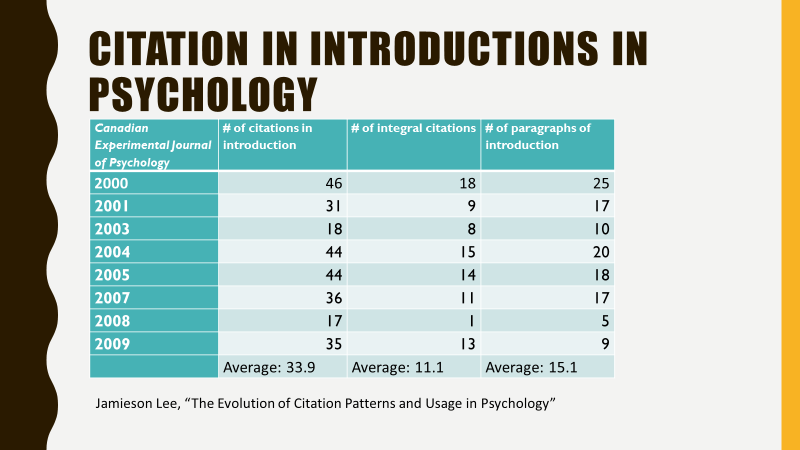 CITATION IN INTRODUCTIONS IN
PSYCHOLOGY
Canadian Experimental Journal of Psychology | # of citations in introduction | # of integral citations | # of paragraphs of introduction
2000 | 46 | 18 | 25
2001 | 31 | 9 | 17
2003 | 18 | 8 | 10
2004 | 44 | 15 | 20
2005 | 44 | 14 | 18
2007 | 36 | 11 | 17
2008 | 17 | 1 | 5
2009 | 35 | 13 | 9
Average: 33.9 | Average: 11.1 | Average: 15.1
Jamieson Lee, “The Evolution of Citation Patterns and Usage in Psychology”